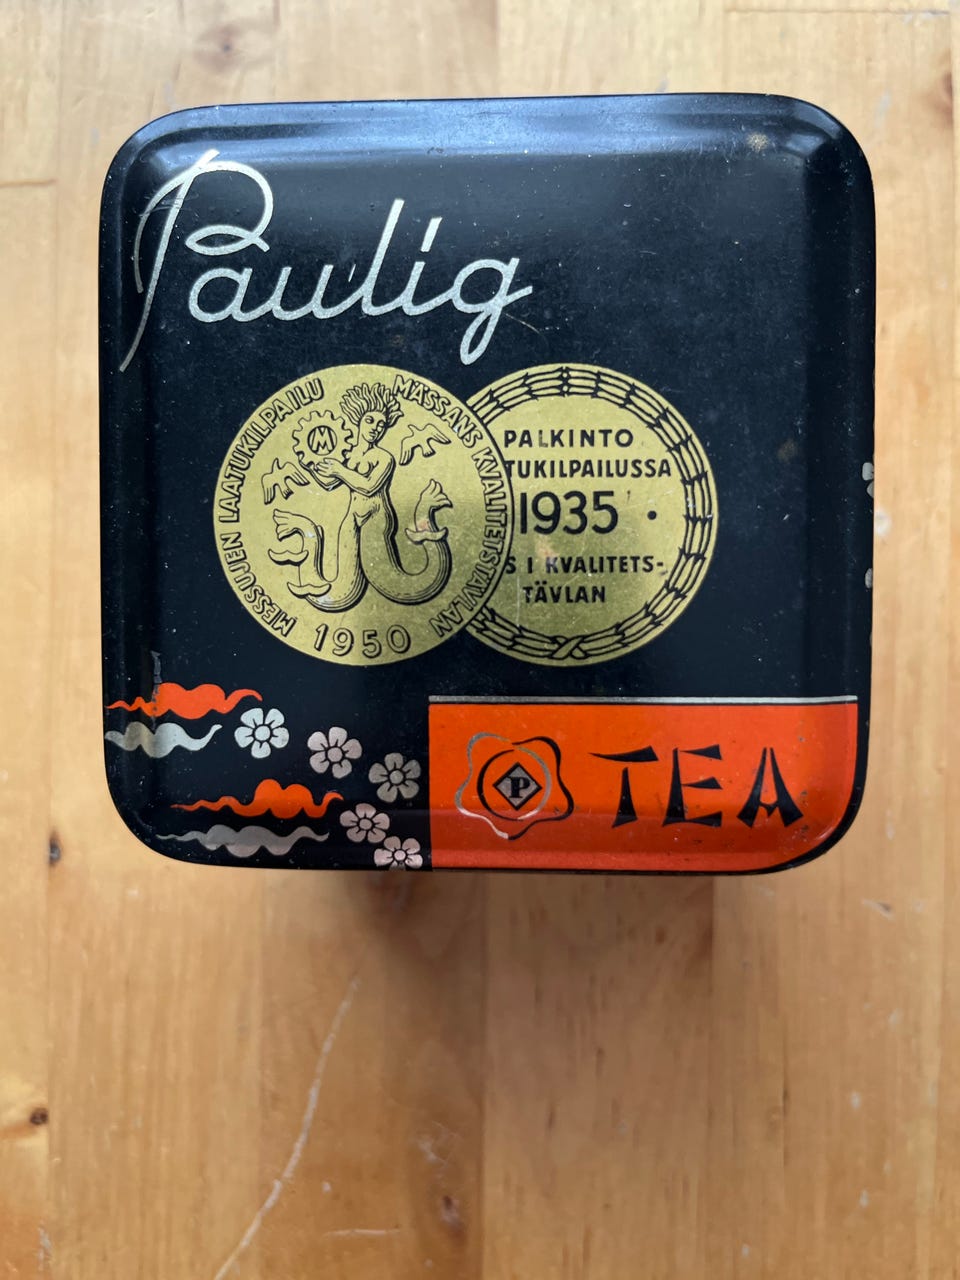 Paulig
MESSUJEN LAATUKILPAILU
MÄSSANS KVALITETSTÄVLAN
M
1950
PALKINTO
TUKILPAILUSSA
1935
S I KVALITETS-
TÄVLAN
P
TEA